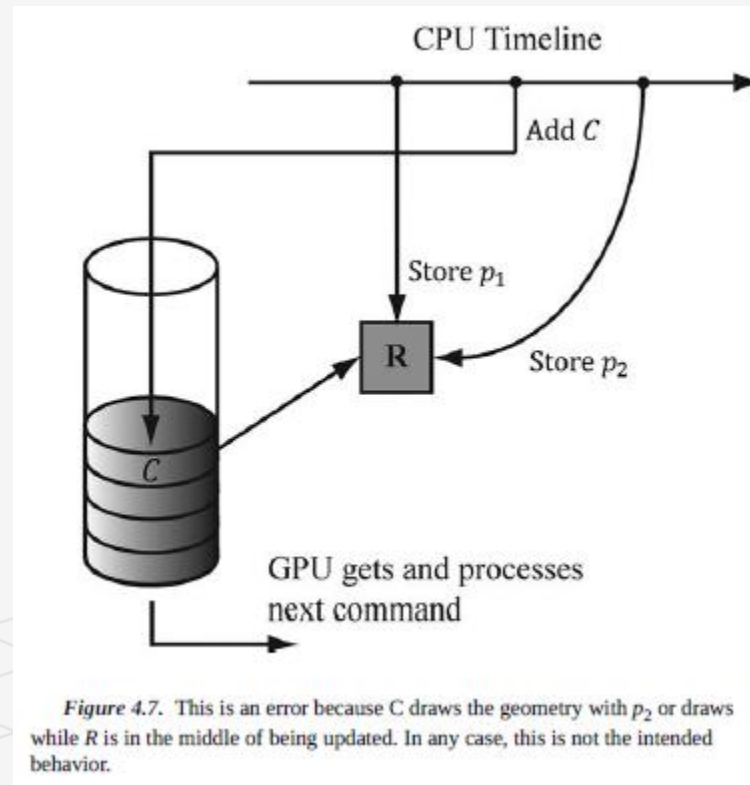 CPU Timeline
Add C
Store p₁
R
Store p₂
C
GPU gets and processes
next command
Figure 4.7. This is an error because C draws the geometry with p₂ or draws
while R is in the middle of being updated. In any case, this is not the intended
behavior.